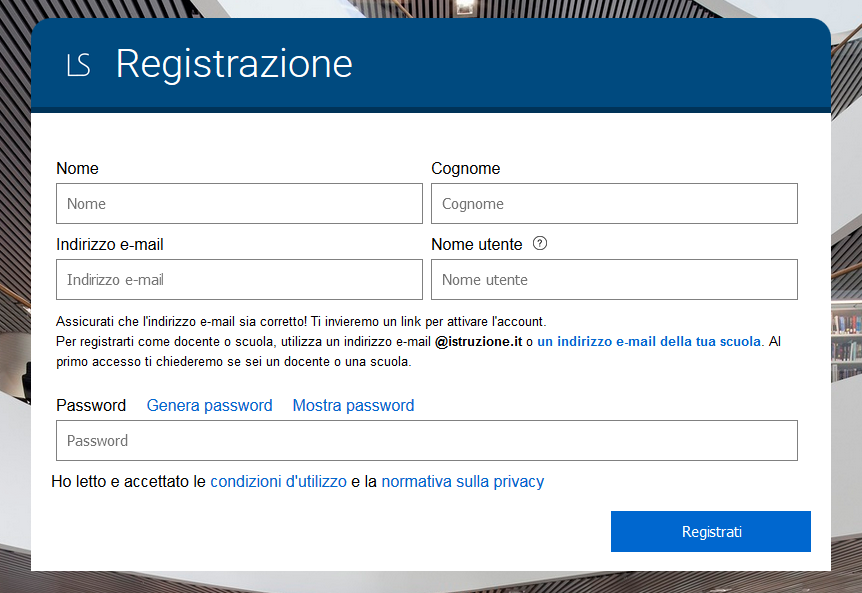 LS Registrazione
Nome Cognome
Nome Cognome
Indirizzo e-mail Nome utente ?
Indirizzo e-mail Nome utente
Assicurati che l'indirizzo e-mail sia corretto! Ti invieremo un link per attivare l'account.
Per registrarti come docente o scuola, utilizza un indirizzo e-mail @istruzione.it o un indirizzo e-mail della tua scuola. Al
primo accesso ti chiederemo se sei un docente o una scuola.
Password Genera password Mostra password
Password
Ho letto e accettato le condizioni d'utilizzo e la normativa sulla privacy
Registrati